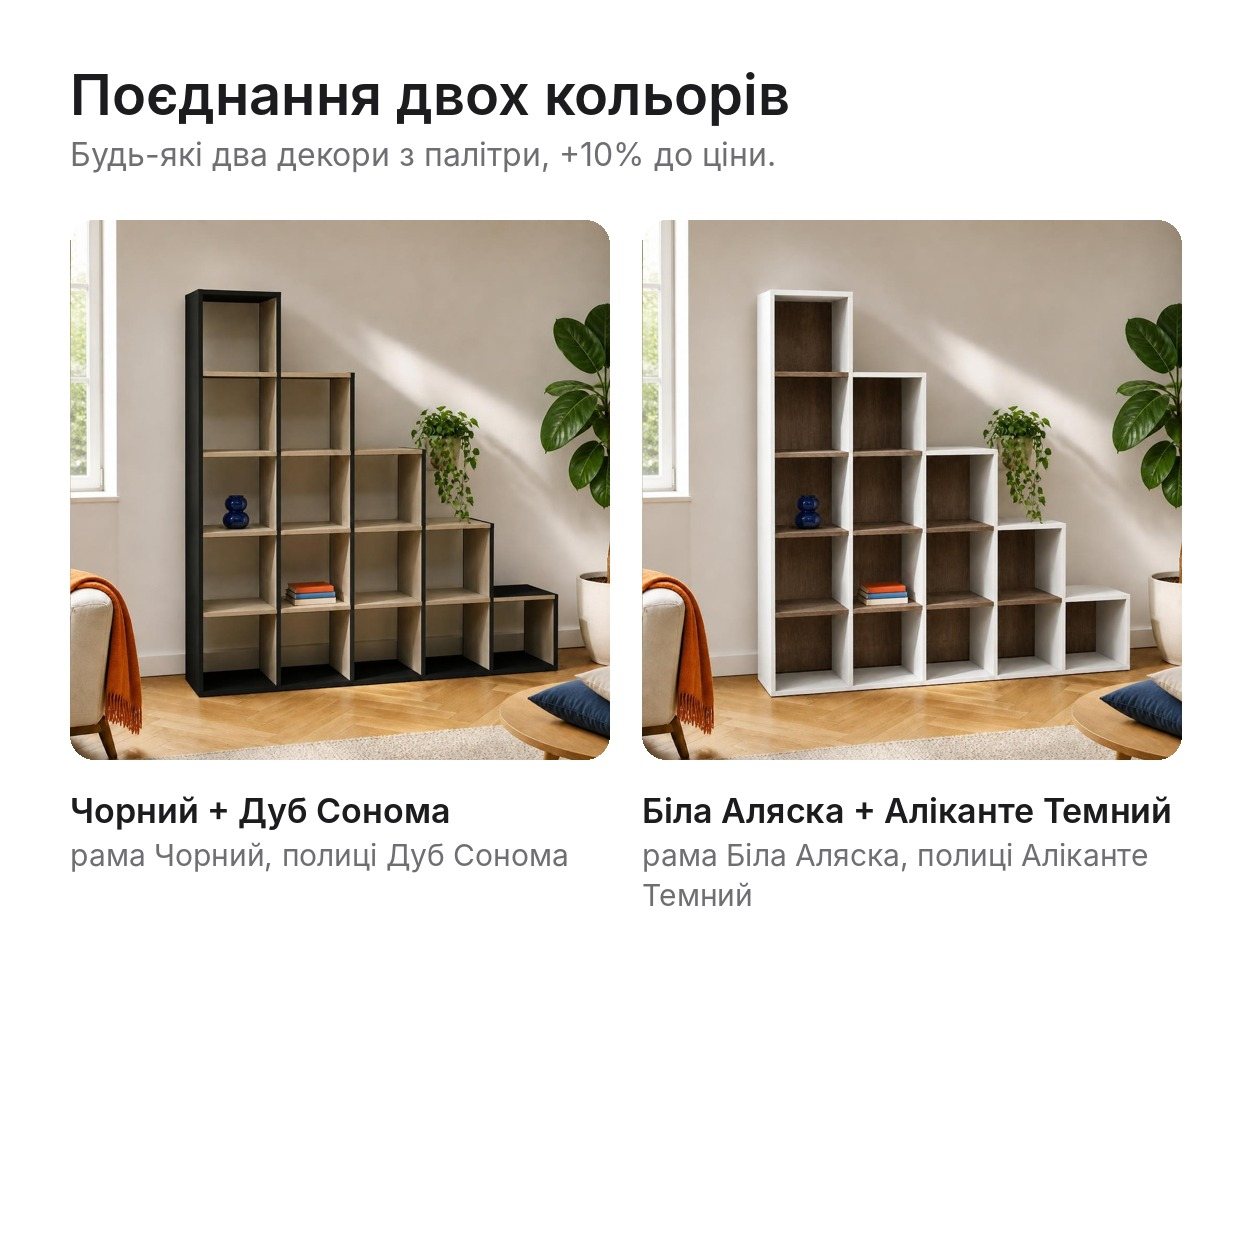 Поєднання двох кольорів
Будь-які два декори з палітри, +10% до ціни.
Чорний + Дуб Сонома
рама Чорний, полиці Дуб Сонома
Біла Аляска + Аліканте Темний
рама Біла Аляска, полиці Аліканте
Темний